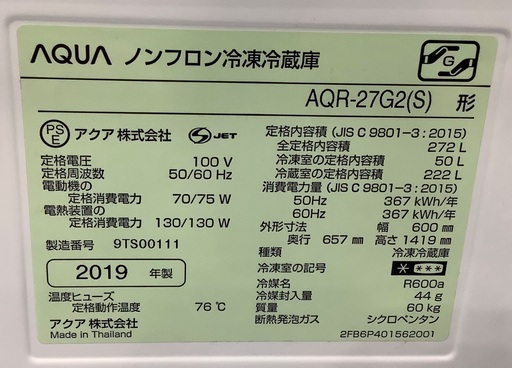 AQUA ノンフロン冷凍冷蔵庫
G
AQR-27G2(S) 形
PSE アクア 株式会社 S JET
定格電圧 100 V
定格周波数 50/60 Hz
電動機の
定格消費電力 70/75 W
電熱装置の
定格消費電力 130/130 W
製造番号 9TS00111
2019 年製
温度ヒューズ
定格動作温度 76℃
アクア 株式会社
Made in Thailand
定格内容積 (JIS C 9801-3 : 2015)
全定格内容積 272 L
冷凍室の定格内容積 50 L
冷蔵室の定格内容積 222 L
消費電力量 (JIS C 9801-3 : 2015)
50Hz 367 kWh/年
60Hz 367 kWh/年
外形寸法 幅 600 mm
奥行 657 mm 高さ 1419 mm
種類 冷凍冷蔵庫
冷凍室の記号 * ***
冷媒名 R600a
冷媒封入量 44 g
質量 60 kg
断熱発泡ガス シクロペンタン
2FB6P401562001